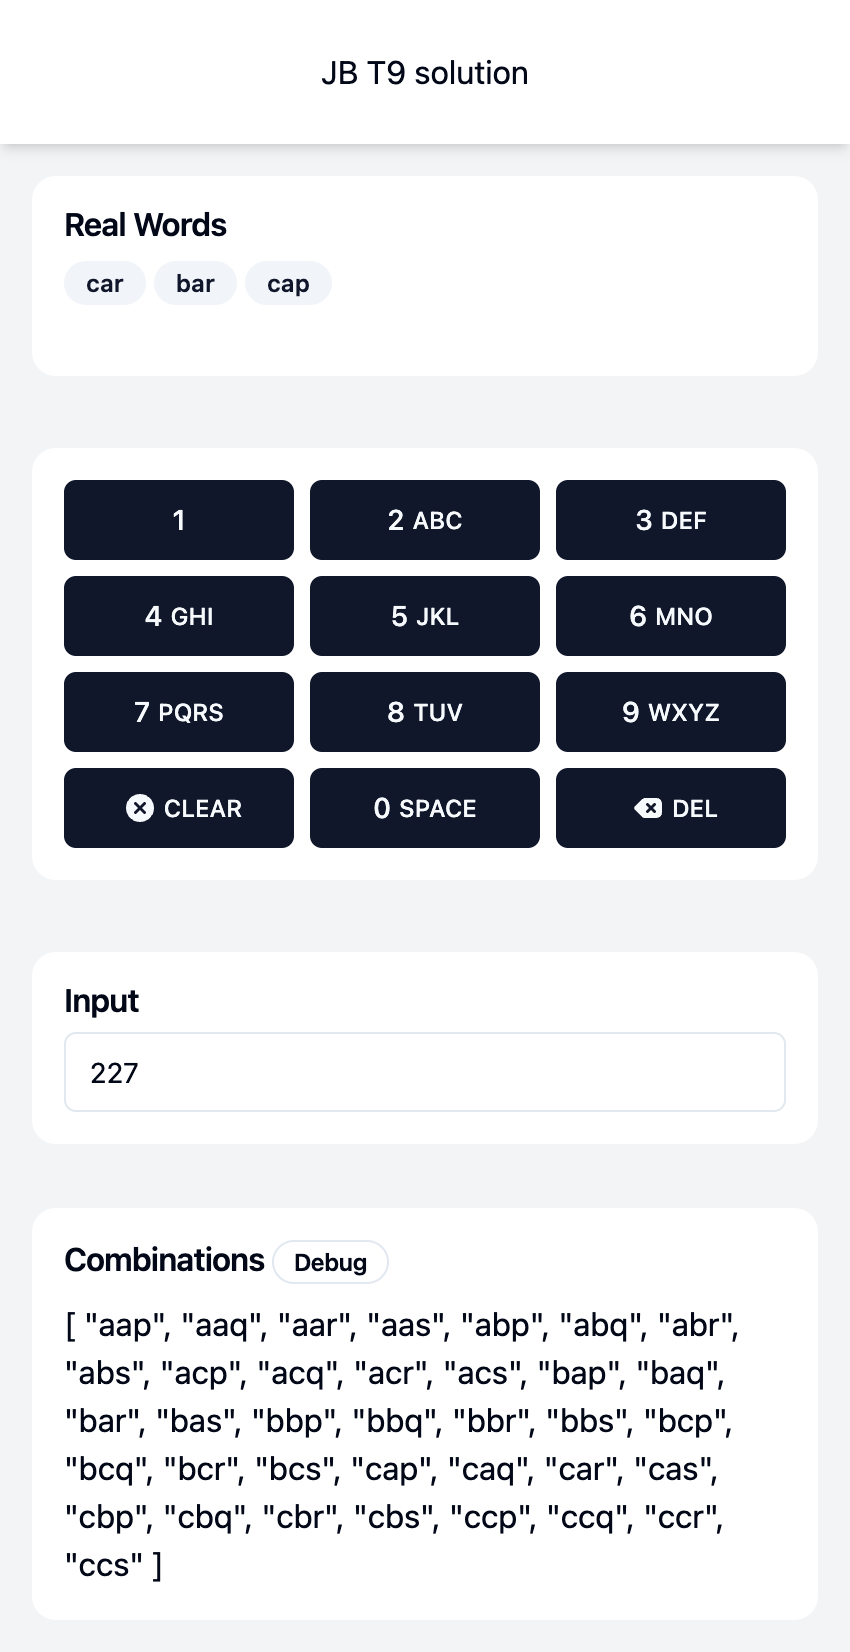 JB T9 solution
Real Words
car bar cap
1 2 ABC 3 DEF
4 GHI 5 JKL 6 MNO
7 PQRS 8 TUV 9 WXYZ
CLEAR 0 SPACE DEL
Input
227
Combinations Debug
[ "aap", "aaq", "aar", "aas", "abp", "abq", "abr",
"abs", "acp", "acq", "acr", "acs", "bap", "baq",
"bar", "bas", "bbp", "bbq", "bbr", "bbs", "bcp",
"bcq", "bcr", "bcs", "cap", "caq", "car", "cas",
"cbp", "cbq", "cbr", "cbs", "ccp", "ccq", "ccr",
"ccs" ]